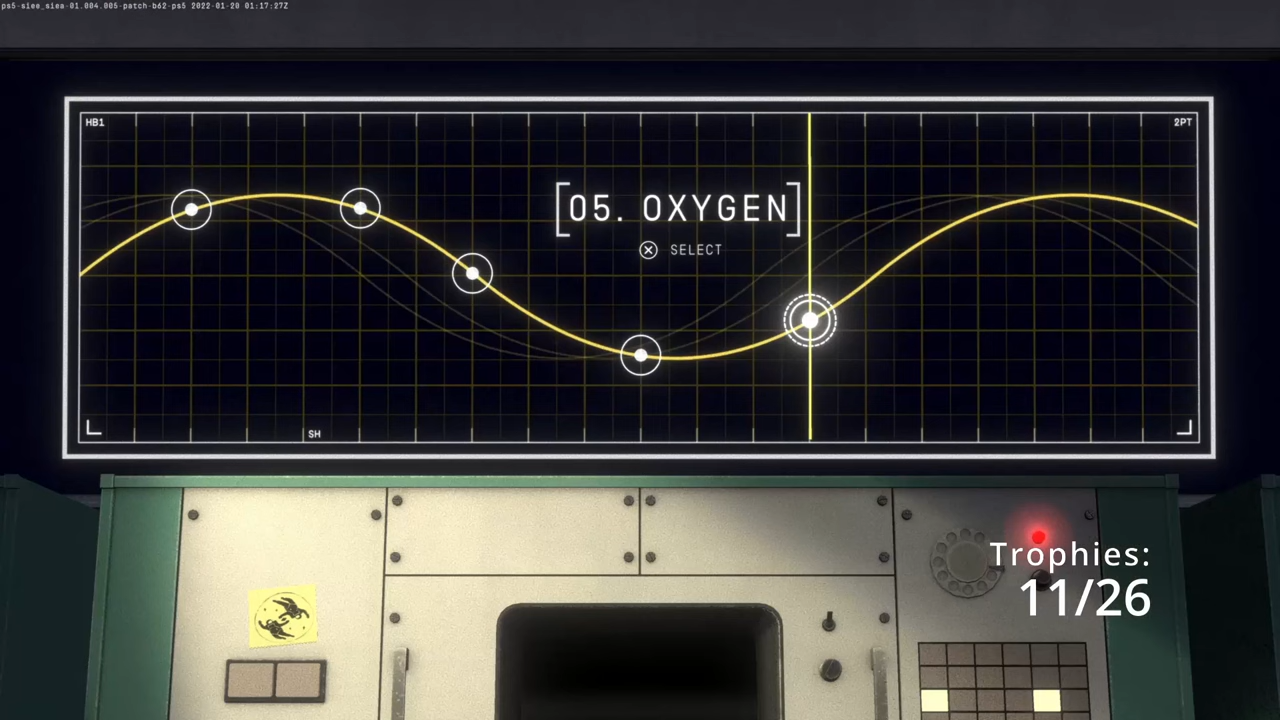 ps5-siee_siea-01.004.005-patch-b62-ps5 2022-01-20 01:17:27Z
HB1
2PT
[05. OXYGEN]
SELECT
SH
Trophies:
11/26